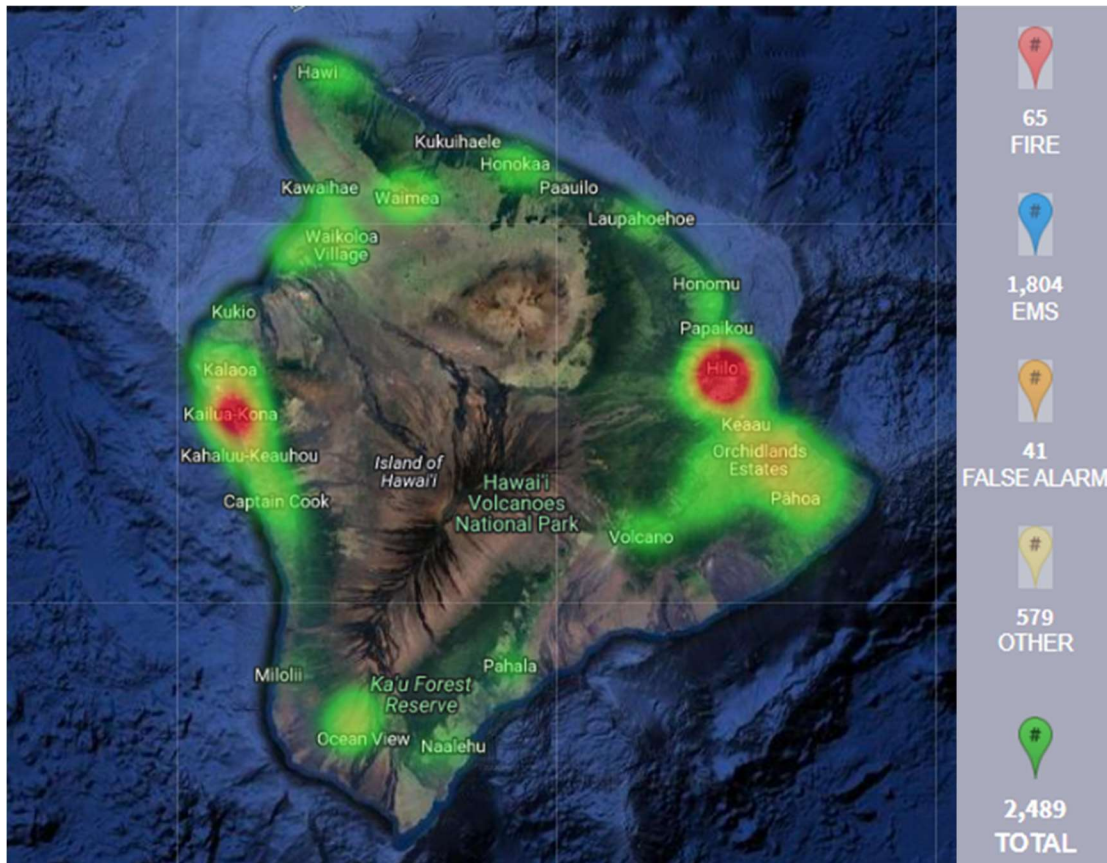 Hawi
Kukuihaele
Honokaa
Kawaihae
Waimea
Paauilo
Laupahoehoe
Waikoloa
Village
Honomu
Kukio
Papaikou
Kalaoa
Hilo
Kailua-Kona
Keaau
Kahaluu-Keauhou
Orchidlands
Estates
Island of
Hawai'i
Captain Cook
Hawai'i
Volcanoes
National Park
Pāhoa
Volcano
Milolii
Pahala
Ka'u Forest
Reserve
Ocean View
Naalehu
#
65
FIRE
#
1,804
EMS
#
41
FALSE ALARM
#
579
OTHER
#
2,489
TOTAL